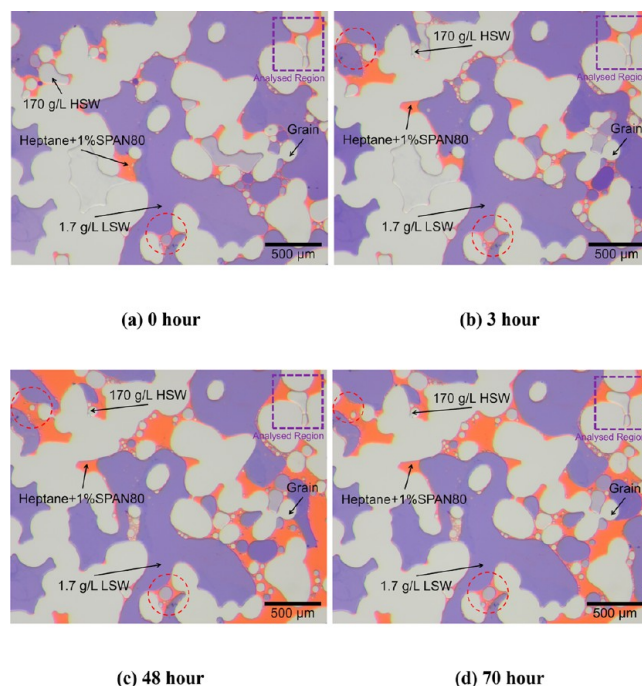 170 g/L HSW
Analysed Region
Heptane+1%SPAN80
Grain
1.7 g/L LSW
500 µm
(a) 0 hour
170 g/L HSW
Analysed Region
Heptane+1%SPAN80
Grain
1.7 g/L LSW
500 µm
(b) 3 hour
170 g/L HSW
Analysed Region
Heptane+1%SPAN80
Grain
1.7 g/L LSW
500 µm
(c) 48 hour
170 g/L HSW
Analysed Region
Heptane+1%SPAN80
Grain
1.7 g/L LSW
500 µm
(d) 70 hour